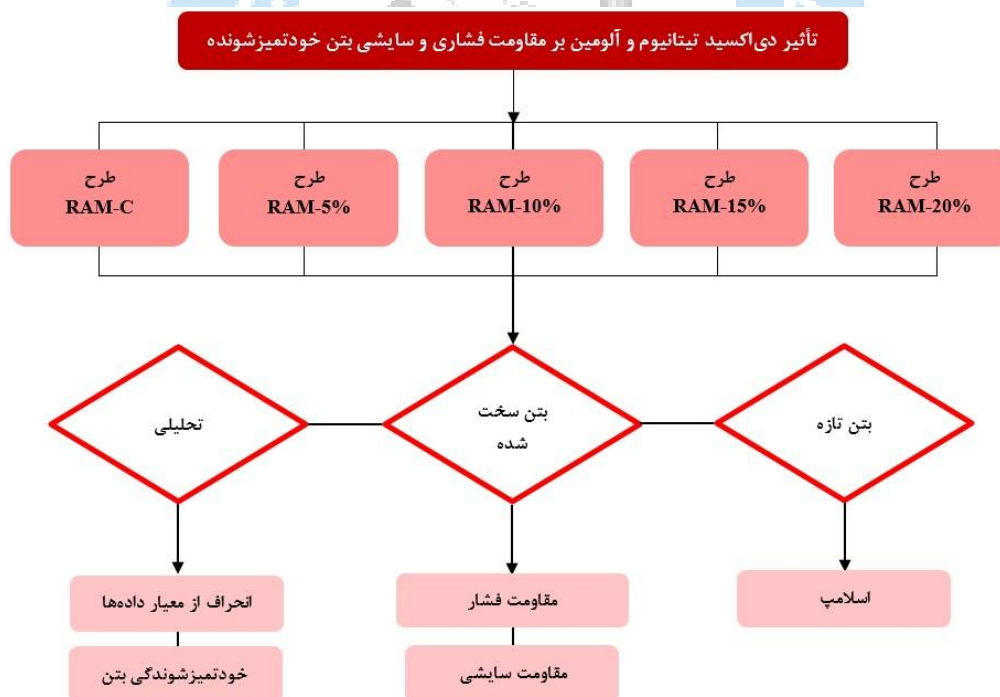 تأثیر دی‌اکسید تیتانیوم و آلومین بر مقاومت فشاری و سایشی بتن خودتمیزشونده
طرح
RAM-C
طرح
RAM-5%
طرح
RAM-10%
طرح
RAM-15%
طرح
RAM-20%
بتن تازه
بتن سخت
شده
تحلیلی
اسلامپ
مقاومت فشار
مقاومت سایشی
انحراف از معیار داده‌ها
خودتمیزشوندگی بتن